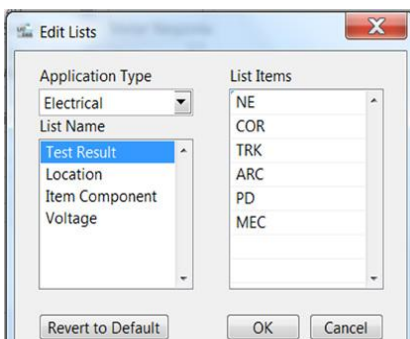 Edit Lists
Application Type
Electrical
List Name
Test Result
Location
Item Component
Voltage
List Items
NE
COR
TRK
ARC
PD
MEC
Revert to Default
OK
Cancel